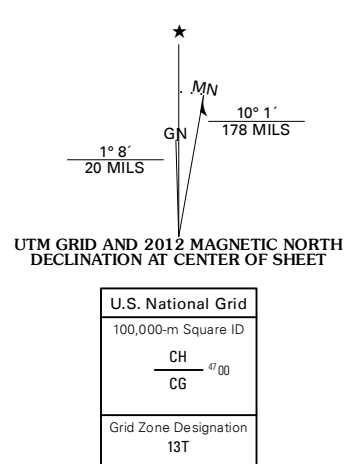 ★
MN
GN
10° 1´
178 MILS
1° 8´
20 MILS
UTM GRID AND 2012 MAGNETIC NORTH
DECLINATION AT CENTER OF SHEET
U.S. National Grid
100,000-m Square ID
CH
4700
CG
Grid Zone Designation
13T